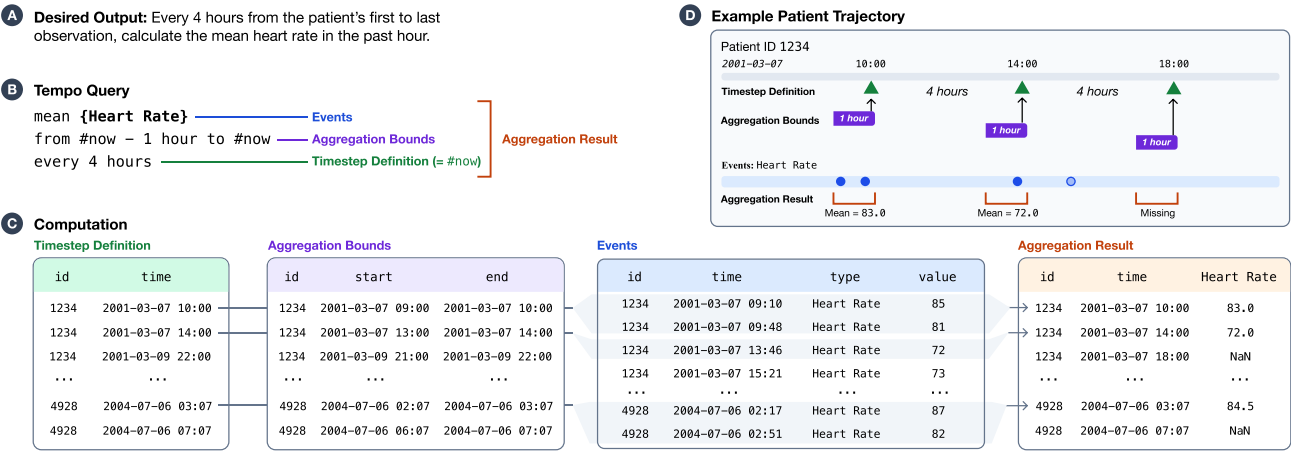 A Desired Output: Every 4 hours from the patient's first to last
observation, calculate the mean heart rate in the past hour.
B Tempo Query
mean {Heart Rate} Events
from #now – 1 hour to #now Aggregation Bounds
every 4 hours Timestep Definition (= #now)
Aggregation Result
D Example Patient Trajectory
Patient ID 1234
2001-03-07 10:00 14:00 18:00
Timestep Definition 4 hours 4 hours
Aggregation Bounds 1 hour 1 hour 1 hour
Events: Heart Rate
Aggregation Result
Mean = 83.0 Mean = 72.0 Missing
C Computation
Timestep Definition
id time
1234 2001-03-07 10:00
1234 2001-03-07 14:00
1234 2001-03-09 22:00
... ...
4928 2004-07-06 03:07
4928 2004-07-06 07:07
Aggregation Bounds
id start end
1234 2001-03-07 09:00 2001-03-07 10:00
1234 2001-03-07 13:00 2001-03-07 14:00
1234 2001-03-09 21:00 2001-03-09 22:00
... ... ...
4928 2004-07-06 02:07 2004-07-06 03:07
4928 2004-07-06 06:07 2004-07-06 07:07
Events
id time type value
1234 2001-03-07 09:10 Heart Rate 85
1234 2001-03-07 09:48 Heart Rate 81
1234 2001-03-07 13:46 Heart Rate 72
1234 2001-03-07 15:21 Heart Rate 73
... ... ... ...
4928 2004-07-06 02:17 Heart Rate 87
4928 2004-07-06 02:51 Heart Rate 82
Aggregation Result
id time Heart Rate
1234 2001-03-07 10:00 83.0
1234 2001-03-07 14:00 72.0
1234 2001-03-07 18:00 NaN
... ... ...
4928 2004-07-06 03:07 84.5
4928 2004-07-06 07:07 NaN